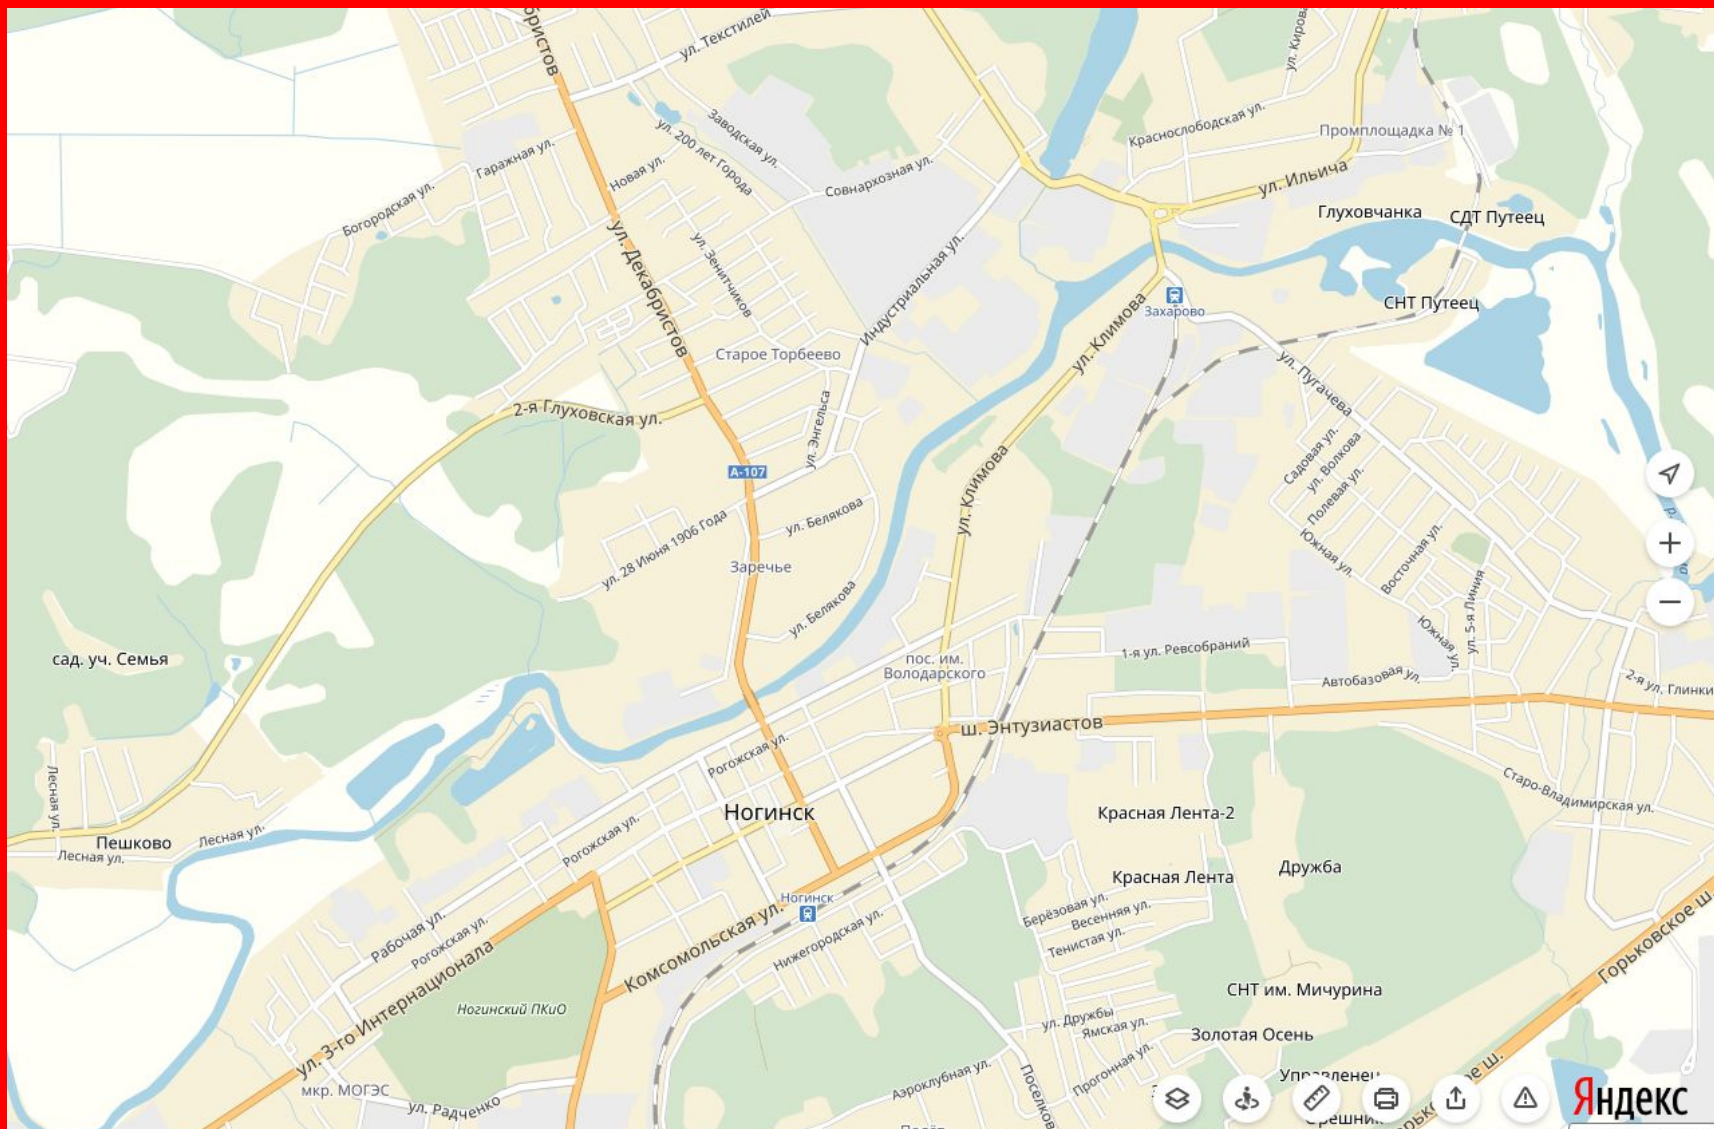 ул. Текстилей
ул. Кирова
Заводская ул.
Краснослободская ул.
Промплощадка № 1
ул. 200 лет Города
Гаражная ул.
Новая ул.
Совнархозная ул.
ул. Ильича
Богородская ул.
Глуховчанка
СДТ Путеец
ул. Декабристов
ул. Зенитчиков
Индустриальная ул.
СНТ Путеец
Захарово
ул. Климова
Старое Торбеево
ул. Пугачева
2-я Глуховская ул.
ул. Энгельса
А-107
ул. Климова
Садовая ул.
ул. Волкова
Полевая ул.
ул. 28 Июня 1906 Года
ул. Белякова
Южная ул.
Восточная ул.
Заречье
ул. Белякова
ул. 5-я Линия
Южная ул.
сад. уч. Семья
пос. им.
Володарского
1-я ул. Ревсобраний
Автобазовая ул.
2-я ул. Глинки
ш. Энтузиастов
Рогожская ул.
Лесная ул.
Старо-Владимирская ул.
Ногинск
Красная Лента-2
Пешково
Лесная ул.
Лесная ул.
Рогожская ул.
Дружба
Красная Лента
Ногинск
Берёзовая ул.
Весенняя ул.
Тенистая ул.
Рабочая ул.
Рогожская ул.
Комсомольская ул.
Нижегородская ул.
Горьковское ш.
ул. 3-го Интернационала
Ногинский ПКиО
СНТ им. Мичурина
ул. Дружбы
Ямская ул.
Золотая Осень
Прогонная ул.
Аэроклубная ул.
мкр. МОГЭС
ул. Радченко
Яндекс